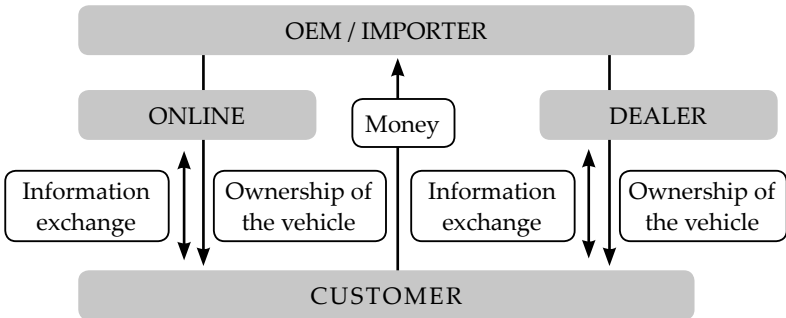 OEM / IMPORTER
ONLINE
Money
DEALER
Information
exchange
Ownership of
the vehicle
Information
exchange
Ownership of
the vehicle
CUSTOMER